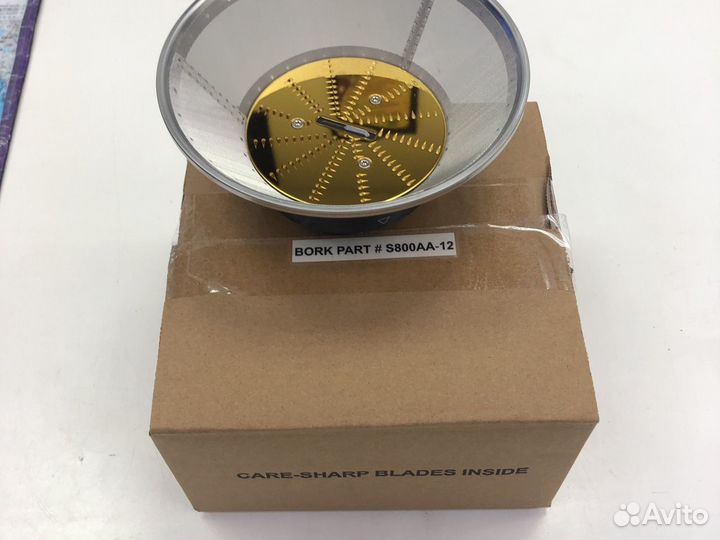 BORK PART # S800AA-12
CARE-SHARP BLADES INSIDE
Avito